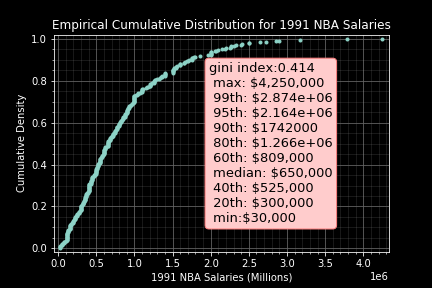 Empirical Cumulative Distribution for 1991 NBA Salaries
1.0
0.8
0.6
0.4
0.2
0.0
Cumulative Density
gini index:0.414
max: $4,250,000
99th: $2.874e+06
95th: $2.164e+06
90th: $1742000
80th: $1.266e+06
60th: $809,000
median: $650,000
40th: $525,000
20th: $300,000
min:$30,000
0.0 0.5 1.0 1.5 2.0 2.5 3.0 3.5 4.0
1e6
1991 NBA Salaries (Millions)